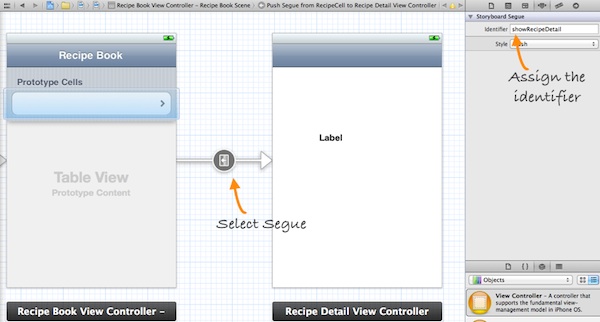 Recipe Book View Controller – Recipe Book Scene
Push Segue from RecipeCell to Recipe Detail View Controller
Storyboard Segue
Identifier showRecipeDetail
Style
Assign the
identifier
Recipe Book
Prototype Cells
Label
Table View
Prototype Content
Select Segue
Objects
View Controller – A controller that
supports the fundamental view-
management model in iPhone OS.
Recipe Book View Controller –
Recipe Detail View Controller